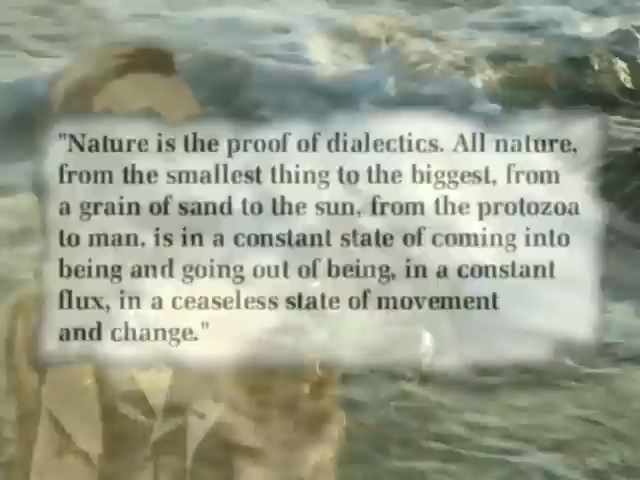 "Nature is the proof of dialectics. All nature,
from the smallest thing to the biggest, from
a grain of sand to the sun, from the protozoa
to man, is in a constant state of coming into
being and going out of being, in a constant
flux, in a ceaseless state of movement
and change."